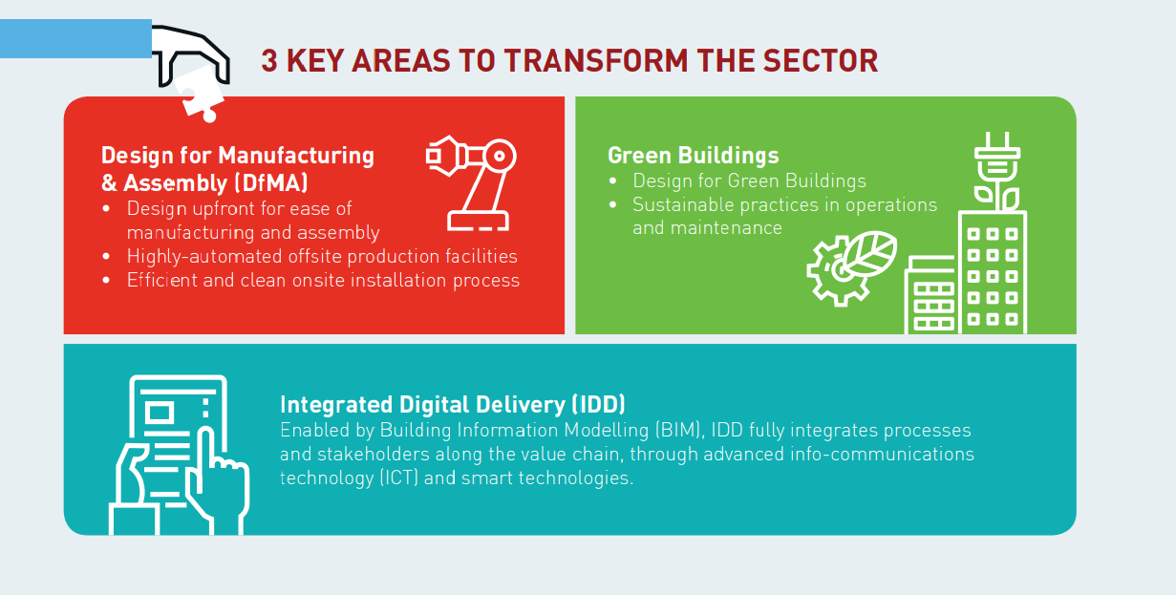 3 KEY AREAS TO TRANSFORM THE SECTOR
Design for Manufacturing
& Assembly (DfMA)
• Design upfront for ease of
manufacturing and assembly
• Highly-automated offsite production facilities
• Efficient and clean onsite installation process
Green Buildings
• Design for Green Buildings
• Sustainable practices in operations
and maintenance
Integrated Digital Delivery (IDD)
Enabled by Building Information Modelling (BIM), IDD fully integrates processes
and stakeholders along the value chain, through advanced info-communications
technology (ICT) and smart technologies.